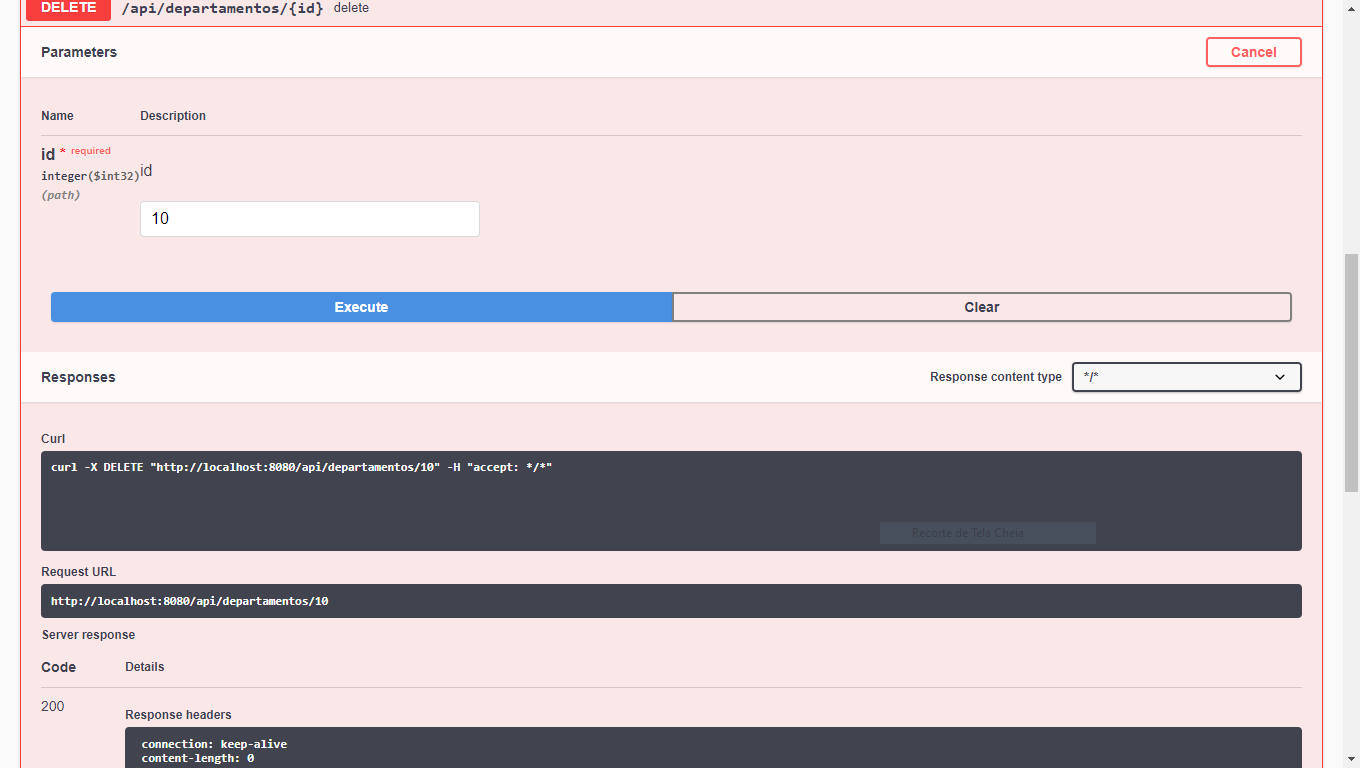 DELETE /api/departamentos/{id} delete
Parameters Cancel
Name Description
id * required
integer($int32)
(path)
id
10
Execute Clear
Responses Response content type */*
Curl
curl -X DELETE "http://localhost:8080/api/departamentos/10" -H "accept: */*"
Recorte de Tela Cheia
Request URL
http://localhost:8080/api/departamentos/10
Server response
Code Details
200
Response headers
connection: keep-alive
content-length: 0